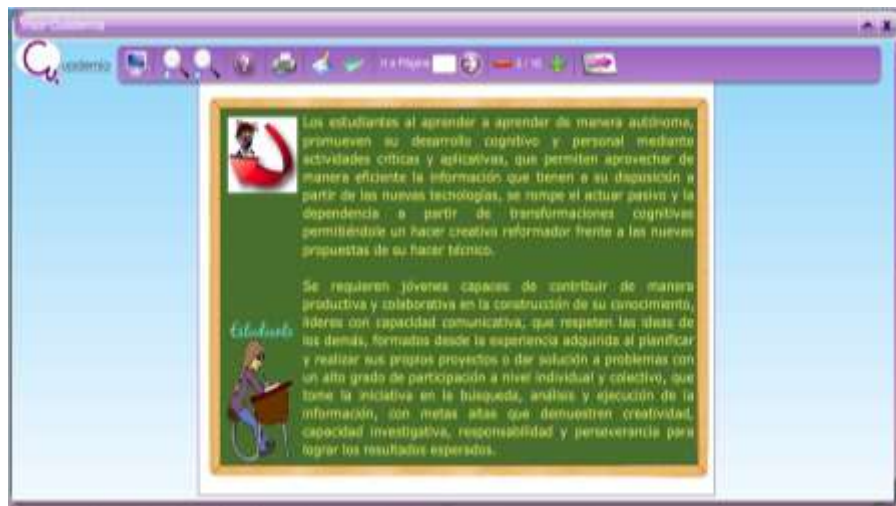 Visor Cuaderno
Cuaderno
Ir a Página
/ 10
Los estudiantes al aprender a aprender de manera autónoma,
promueven su desarrollo cognitivo y personal mediante
actividades críticas y aplicativas, que permiten aprovechar de
manera eficiente la información que tienen a su disposición a
partir de las nuevas tecnologías, se rompe el actuar pasivo y la
dependencia a partir de transformaciones cognitivas
permitiéndole un hacer creativo reformador frente a las nuevas
propuestas de su hacer técnico.
Se requieren jóvenes capaces de contribuir de manera
productiva y colaborativa en la construcción de su conocimiento,
líderes con capacidad comunicativa, que respeten las ideas de
los demás, formados desde la experiencia adquirida al planificar
y realizar sus propios proyectos o dar solución a problemas con
un alto grado de participación a nivel individual y colectivo, que
tome la iniciativa en la búsqueda, análisis y ejecución de la
información, con metas altas que demuestren creatividad,
capacidad investigativa, responsabilidad y perseverancia para
lograr los resultados esperados.
Estudiante